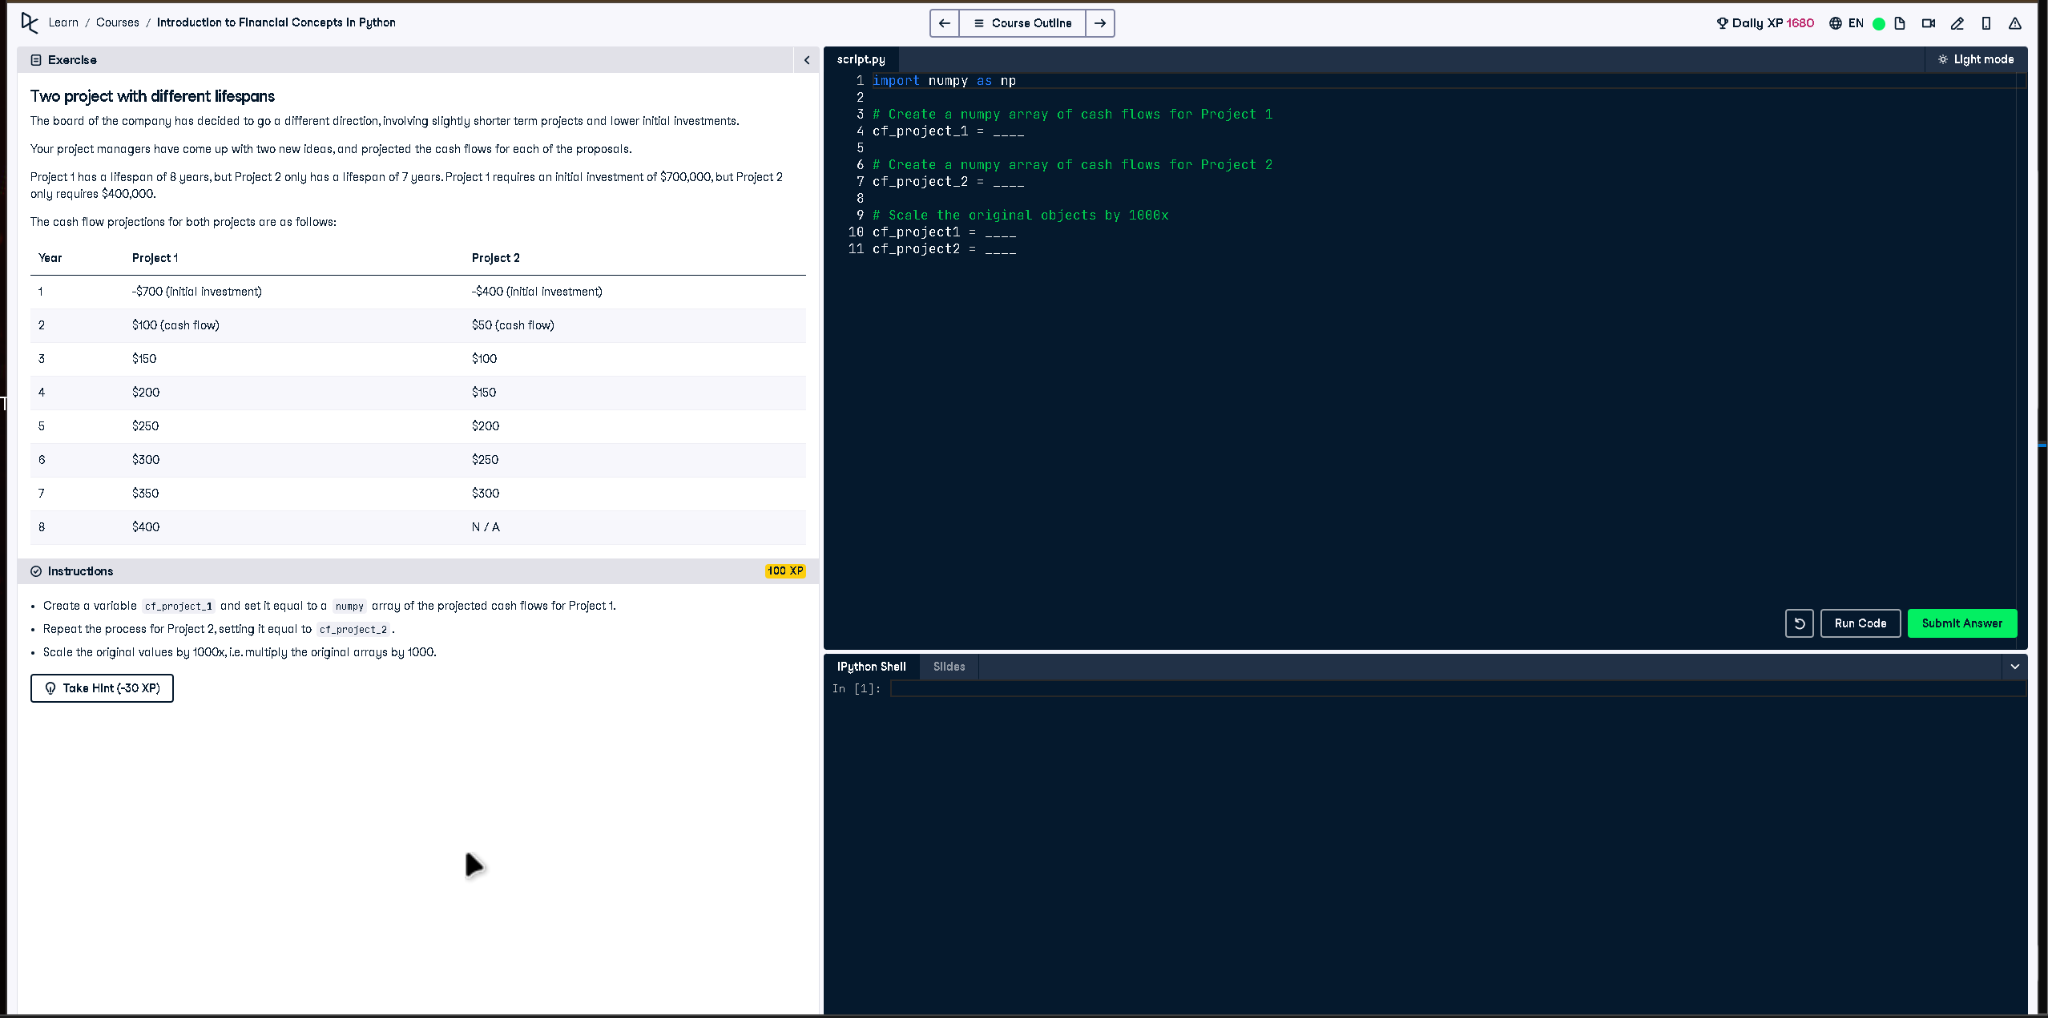 Learn / Courses / Introduction to Financial Concepts in Python
Course Outline
Daily XP 1680
EN
Exercise
Two project with different lifespans
The board of the company has decided to go a different direction, involving slightly shorter term projects and lower initial investments.
Your project managers have come up with two new ideas, and projected the cash flows for each of the proposals.
Project 1 has a lifespan of 8 years, but Project 2 only has a lifespan of 7 years. Project 1 requires an initial investment of $700,000, but Project 2
only requires $400,000.
The cash flow projections for both projects are as follows:
Year Project 1 Project 2
1 -$700 (initial investment) -$400 (initial investment)
2 $100 (cash flow) $50 (cash flow)
3 $150 $100
4 $200 $150
5 $250 $200
6 $300 $250
7 $350 $300
8 $400 N / A
Instructions
100 XP
• Create a variable cf_project_1 and set it equal to a numpy array of the projected cash flows for Project 1.
• Repeat the process for Project 2, setting it equal to cf_project_2 .
• Scale the original values by 1000x, i.e. multiply the original arrays by 1000.
Take Hint (-30 XP)
script.py
Light mode
1 import numpy as np
2
3 # Create a numpy array of cash flows for Project 1
4 cf_project_1 = ____
5
6 # Create a numpy array of cash flows for Project 2
7 cf_project_2 = ____
8
9 # Scale the original objects by 1000x
10 cf_project1 = ____
11 cf_project2 = ____
Run Code
Submit Answer
IPython Shell
Slides
In [1]: